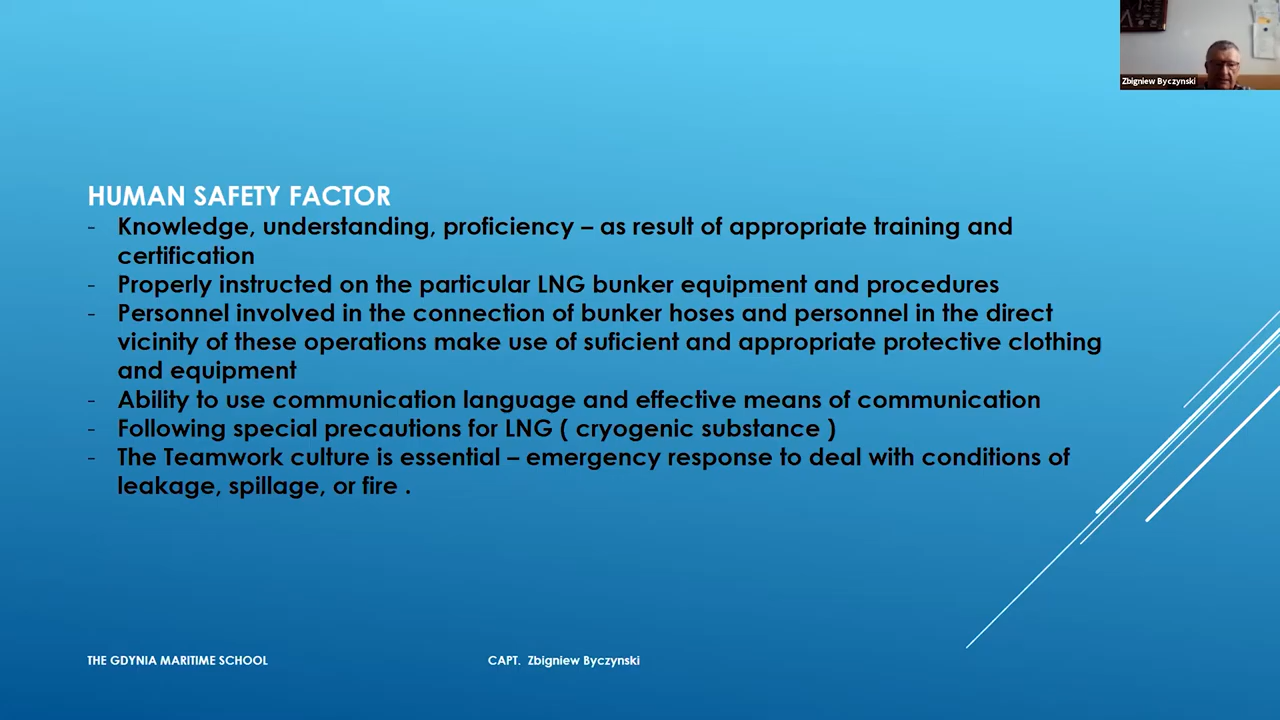 Zbigniew Byczynski
HUMAN SAFETY FACTOR
- Knowledge, understanding, proficiency – as result of appropriate training and
certification
- Properly instructed on the particular LNG bunker equipment and procedures
- Personnel involved in the connection of bunker hoses and personnel in the direct
vicinity of these operations make use of suficient and appropriate protective clothing
and equipment
- Ability to use communication language and effective means of communication
- Following special precautions for LNG ( cryogenic substance )
- The Teamwork culture is essential – emergency response to deal with conditions of
leakage, spillage, or fire .
THE GDYNIA MARITIME SCHOOL
CAPT. Zbigniew Byczynski